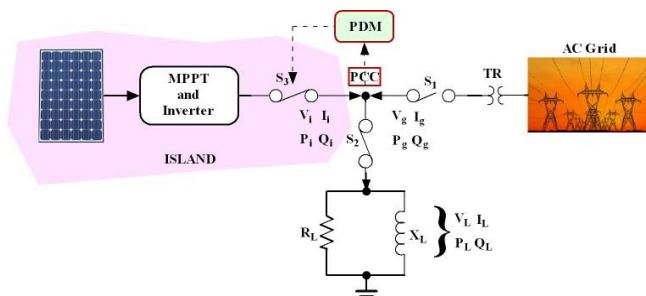 PDM
AC Grid
MPPT
and
Inverter
S3
PCC
S1
TR
Vi Ii
Pi Qi
S2
Vg Ig
Pg Qg
ISLAND
RL
XL
} VL IL
PL QL